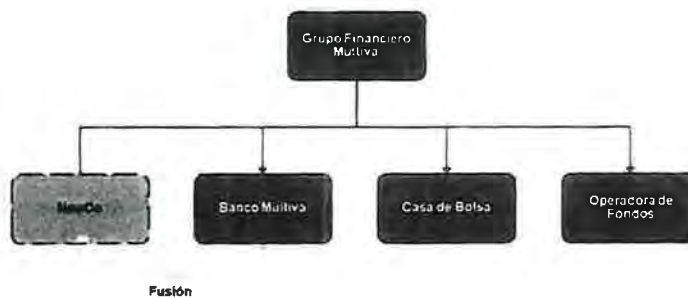 Grupo Financiero
Multiva
NewCo
Banco Multiva
Casa de Bolsa
Operadora de
Fondos
Fusión